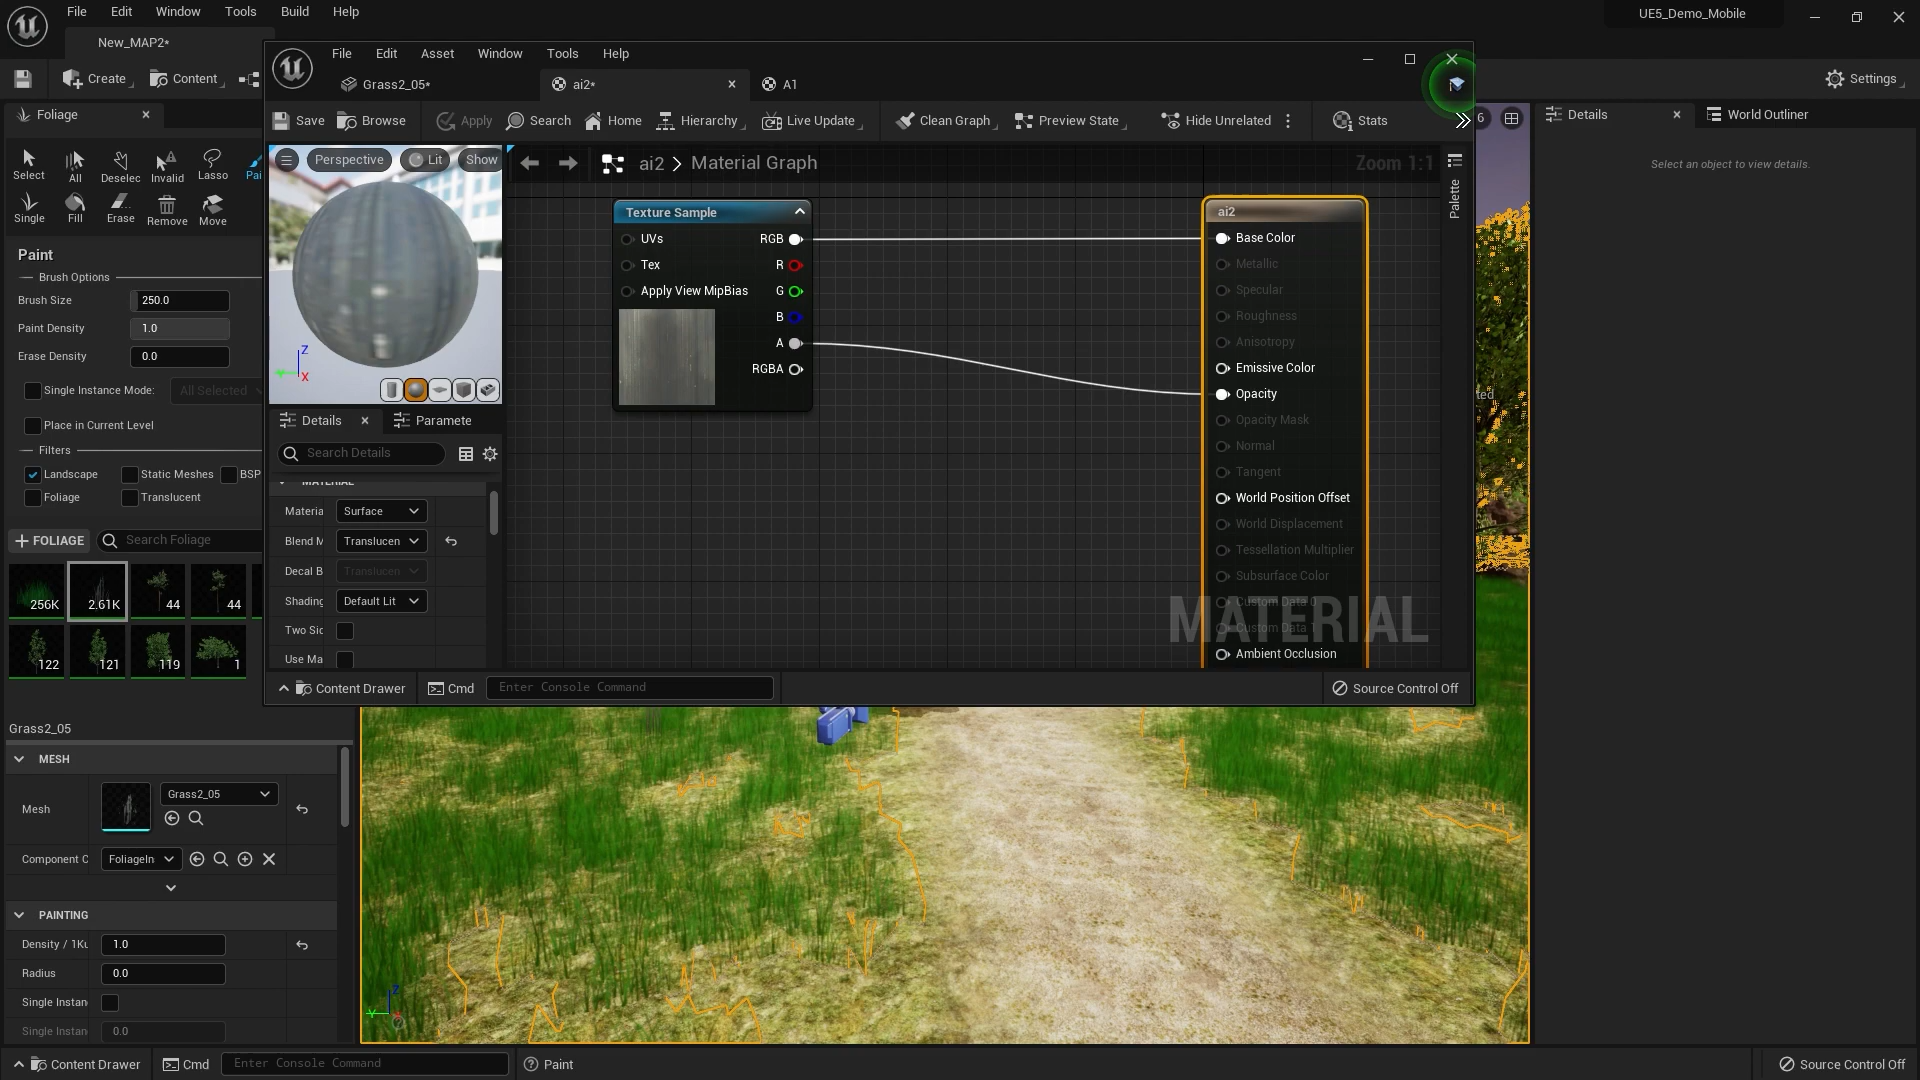 File Edit Window Tools Build Help
UE5_Demo_Mobile
New_MAP2*
Create
Content
Settings
File Edit Asset Window Tools Help
Grass2_05*
ai2*
A1
Save
Browse
Apply
Search
Home
Hierarchy
Live Update
Clean Graph
Preview State
Hide Unrelated
Stats
Foliage
Select
All
Deselec
Invalid
Lasso
Pai
Single
Fill
Erase
Remove
Move
Paint
Brush Options
Brush Size 250.0
Paint Density 1.0
Erase Density 0.0
Single Instance Mode: All Selected
Place in Current Level
Filters
Landscape Static Meshes BSP
Foliage Translucent
FOLIAGE Search Foliage
256K 2.61K 44 44
122 121 119 1
Grass2_05
MESH
Mesh Grass2_05
Component C FoliageIn
PAINTING
Density / 1Ku 1.0
Radius 0.0
Single Instan
Single Instan 0.0
Perspective Lit Show
Z
X
Details Paramete
Search Details
MATERIAL
Materia Surface
Blend M Translucen
Decal B Translucen
Shading Default Lit
Two Sid
Use Ma
ai2 > Material Graph
Zoom 1:1
Palette
Texture Sample
UVs RGB
Tex R
Apply View MipBias G
B
A
RGBA
ai2
Base Color
Metallic
Specular
Roughness
Anisotropy
Emissive Color
Opacity
Opacity Mask
Normal
Tangent
World Position Offset
World Displacement
Tessellation Multiplier
Subsurface Color
Custom Data 0
Custom Data 1
Ambient Occlusion
MATERIAL
Content Drawer Cmd Enter Console Command Source Control Off
6
ted
Details
World Outliner
Select an object to view details.
Z
Content Drawer Cmd Enter Console Command Paint Source Control Off